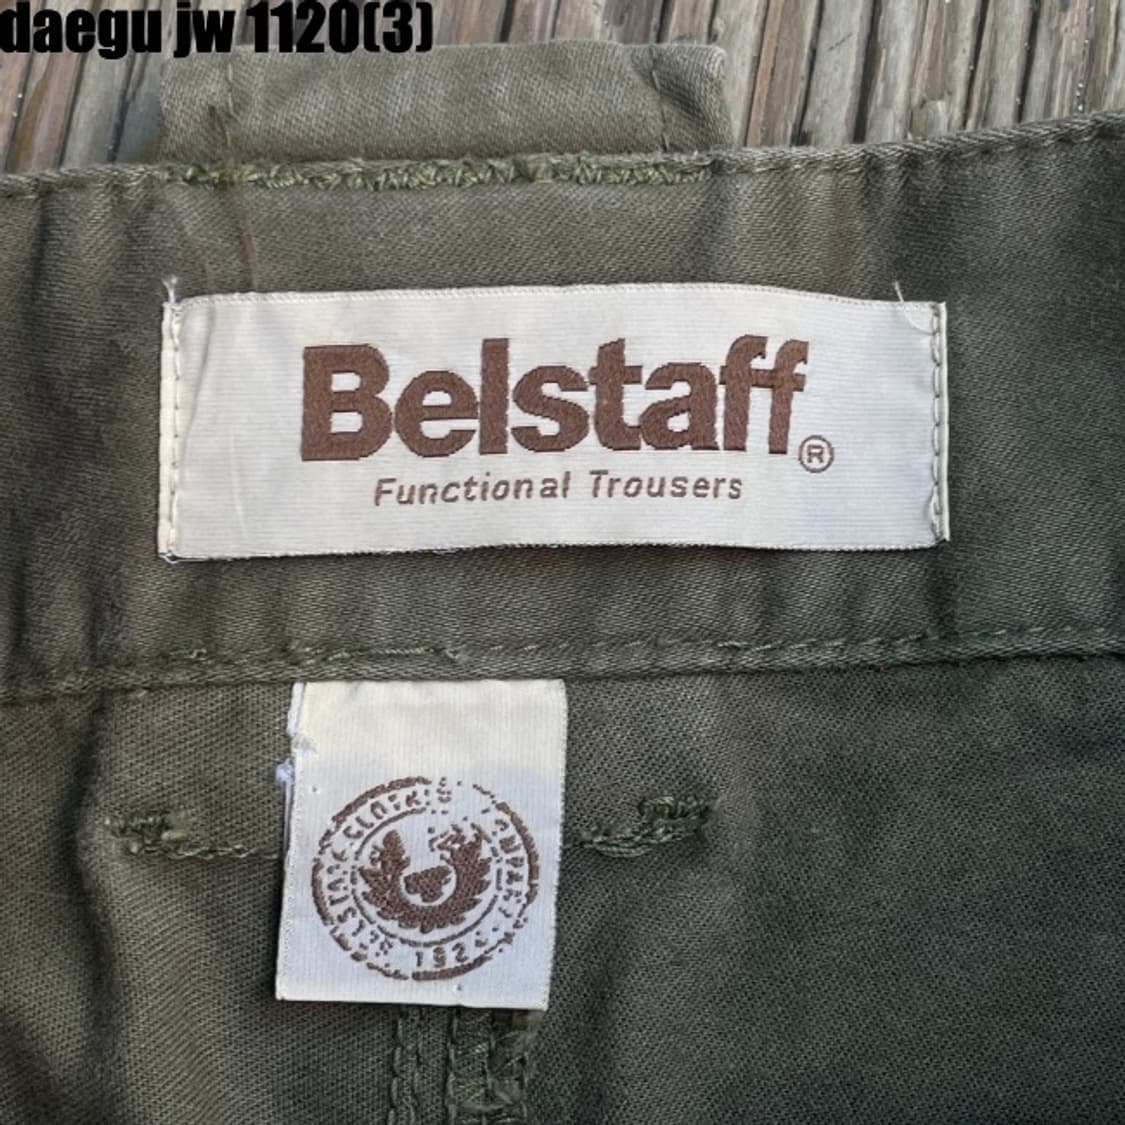 daegu jw 1120(3)
Belstaff®
Functional Trousers